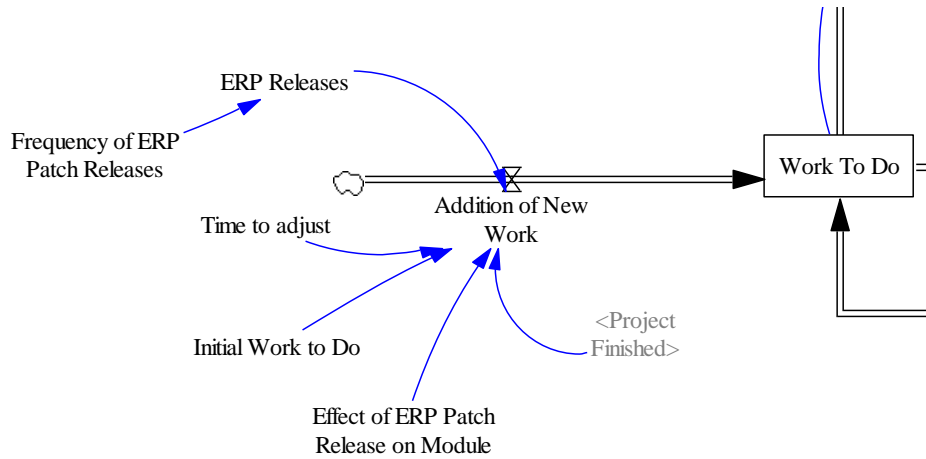 ERP Releases
Frequency of ERP
Patch Releases
Work To Do
Addition of New
Work
Time to adjust
<Project
Finished>
Initial Work to Do
Effect of ERP Patch
Release on Module